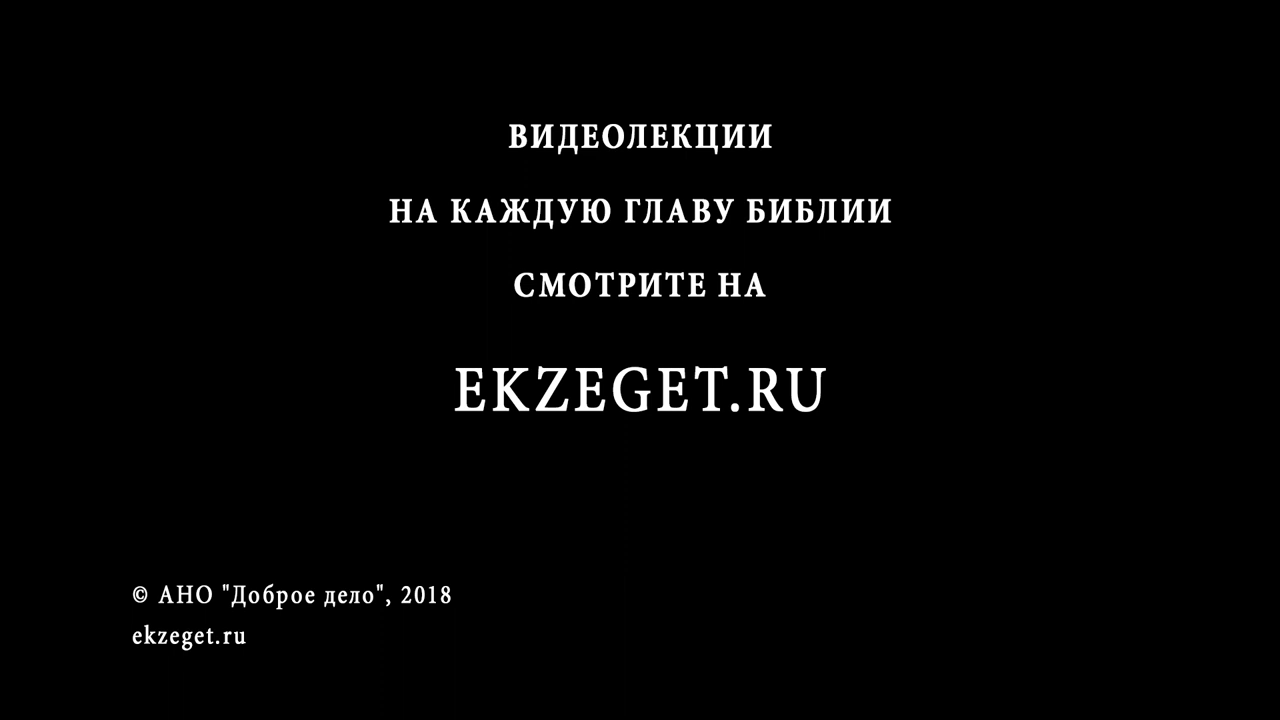 ВИДЕОЛЕКЦИИ
НА КАЖДУЮ ГЛАВУ БИБЛИИ
СМОТРИТЕ НА
EKZEGET.RU
© АНО "Доброе дело", 2018
ekzeget.ru